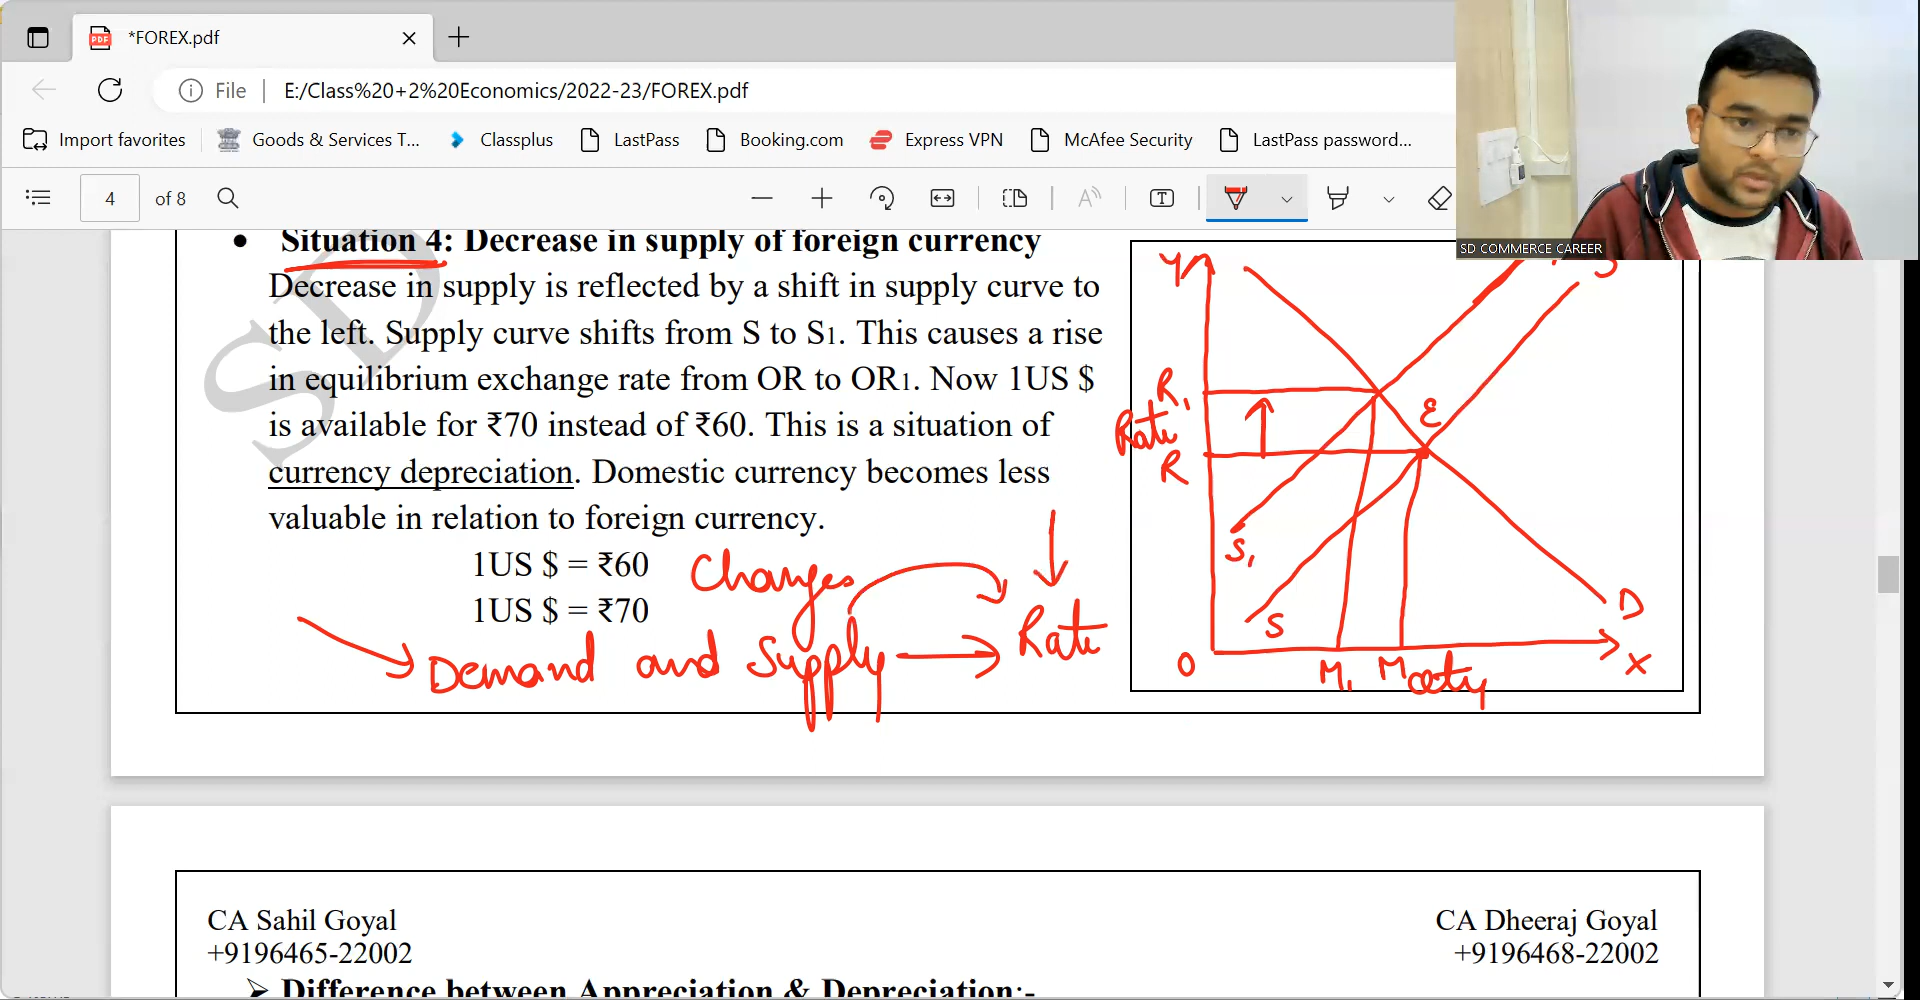 *FOREX.pdf
File
E:/Class%20+2%20Economics/2022-23/FOREX.pdf
Import favorites
Goods & Services T...
Classplus
LastPass
Booking.com
Express VPN
McAfee Security
LastPass password...
4 of 8
SD COMMERCE CAREER
SD
• Situation 4: Decrease in supply of foreign currency
Decrease in supply is reflected by a shift in supply curve to
the left. Supply curve shifts from S to S1. This causes a rise
in equilibrium exchange rate from OR to OR1. Now 1US $
is available for ₹70 instead of ₹60. This is a situation of
currency depreciation. Domestic currency becomes less
valuable in relation to foreign currency.
1US $ = ₹60
1US $ = ₹70
Changes
Demand and Supply
Rate
Y
S
R1
Rate
R
E
S1
S
D
O
M1
M
X
CA Sahil Goyal
CA Dheeraj Goyal
+9196465-22002
+9196468-22002
➢ Difference between Appreciation & Depreciation:-